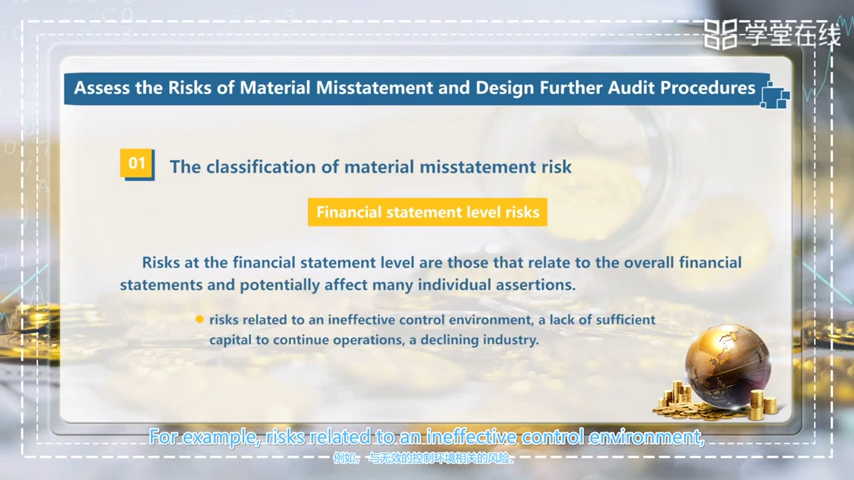 学堂在线
Assess the Risks of Material Misstatement and Design Further Audit Procedures
01
The classification of material misstatement risk
Financial statement level risks
Risks at the financial statement level are those that relate to the overall financial
statements and potentially affect many individual assertions.
risks related to an ineffective control environment, a lack of sufficient
capital to continue operations, a declining industry.
For example, risks related to an ineffective control environment,
例如， 与无效的控制环境相关的风险、